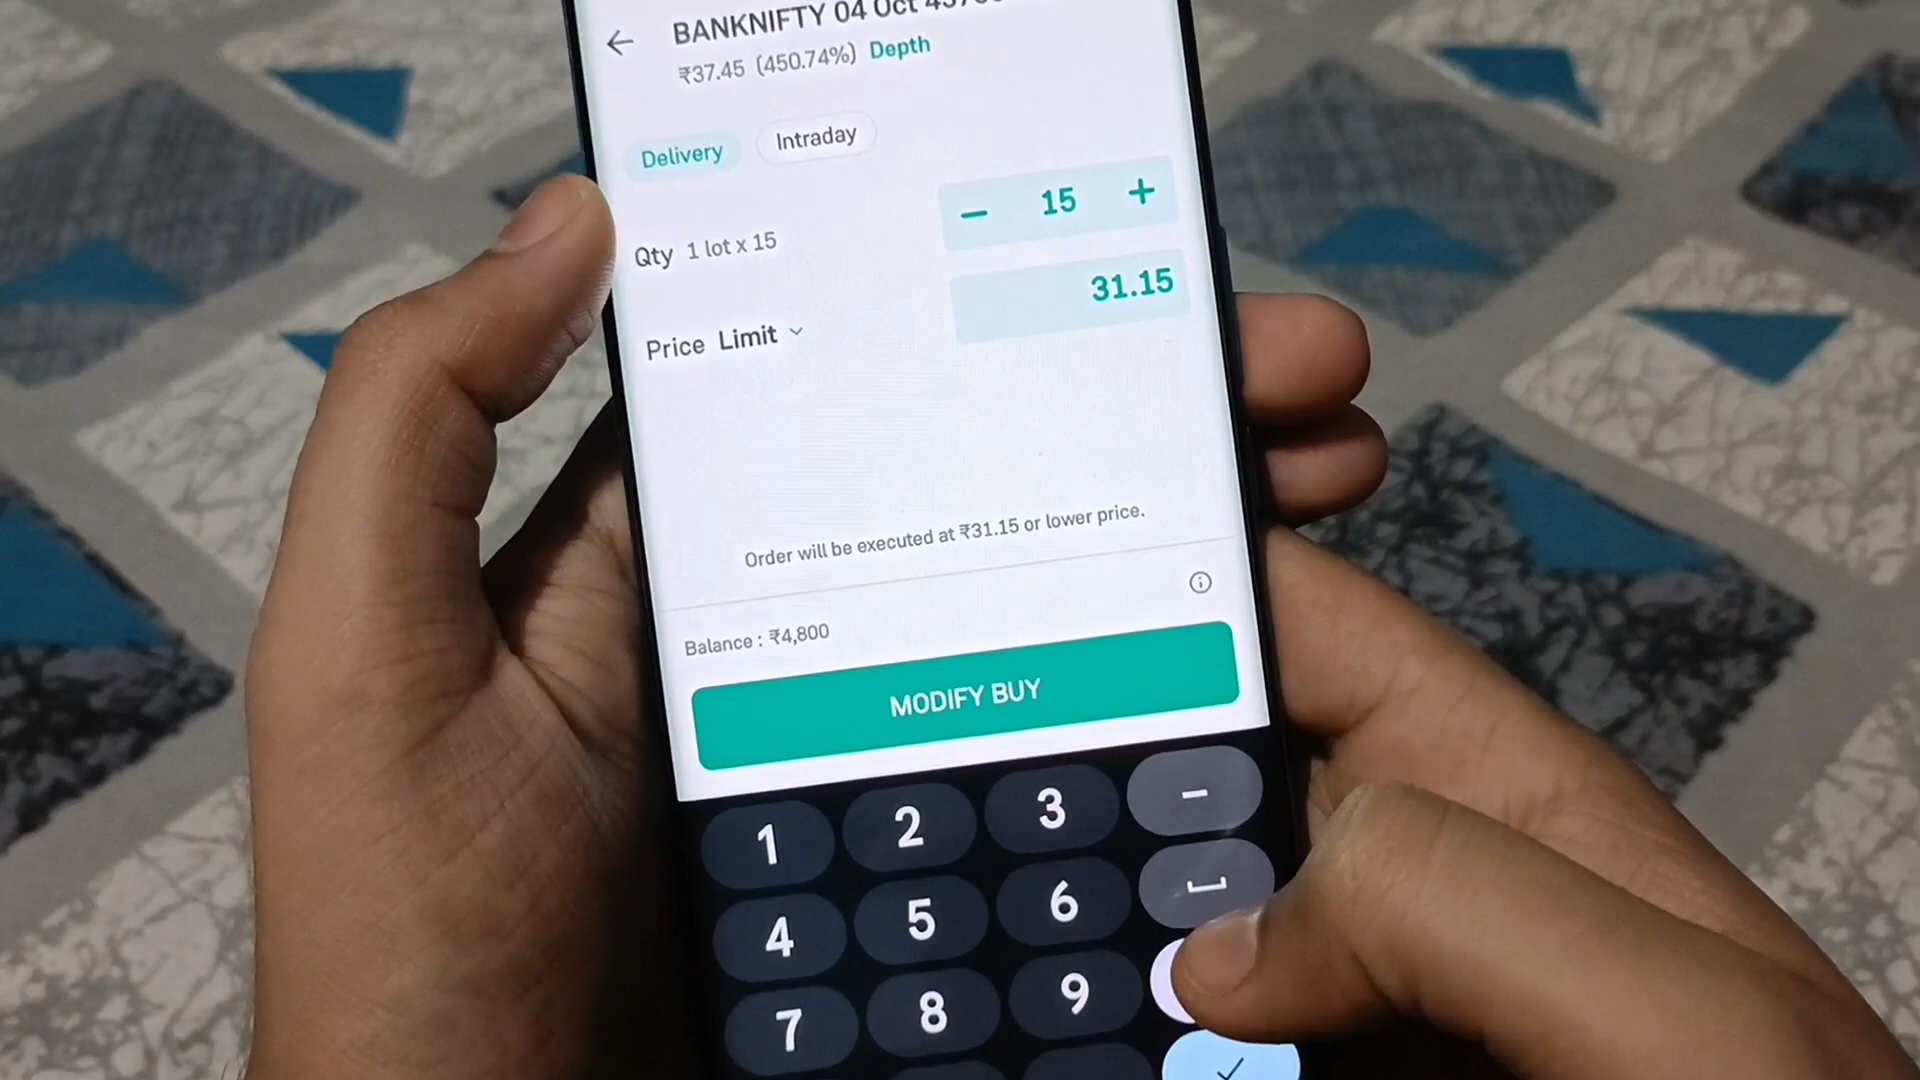 BANKNIFTY 04 Oct
₹37.45 (450.74%) Depth
Delivery Intraday
Qty 1 lot x 15 − 15 +
Price Limit 31.15
Order will be executed at ₹31.15 or lower price.
Balance : ₹4,800
MODIFY BUY
1 2 3 −
4 5 6
7 8 9